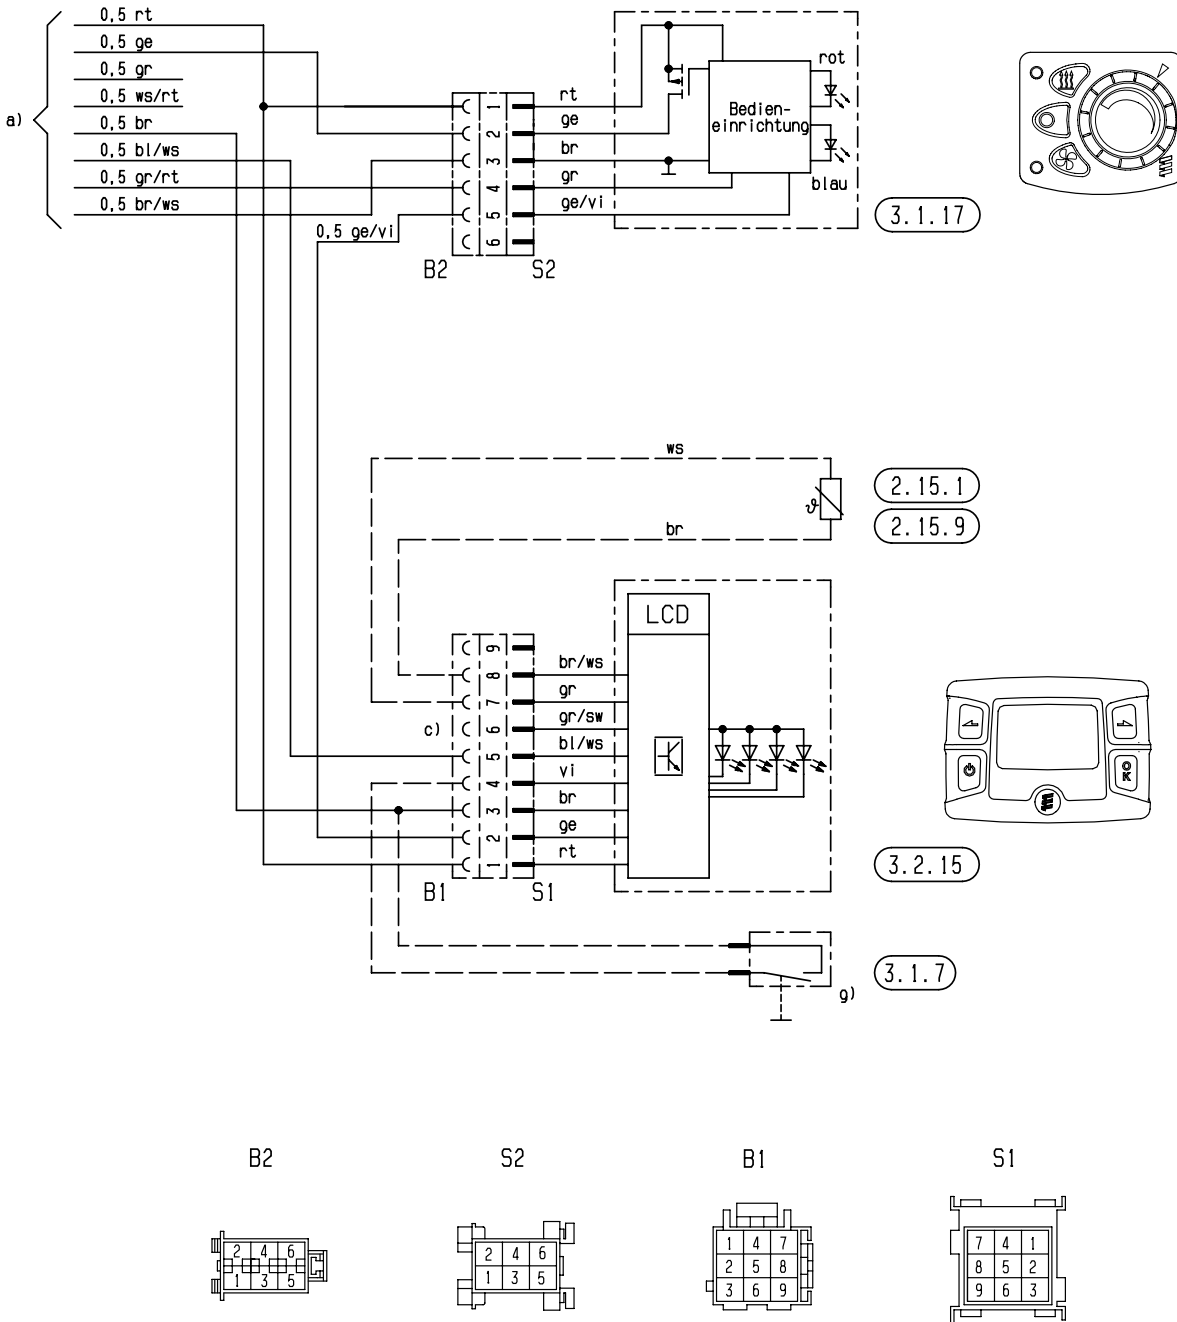 a)
0,5 rt
0,5 ge
0,5 gr
0,5 ws/rt
0,5 br
0,5 bl/ws
0,5 gr/rt
0,5 br/ws
0,5 ge/vi
1
2
3
4
5
6
B2
S2
rt
ge
br
gr
ge/vi
Bedien-
einrichtung
rot
blau
3.1.17
ws
br
ϑ
2.15.1
2.15.9
c)
9
8
7
6
5
4
3
2
1
B1
S1
br/ws
gr
gr/sw
bl/ws
vi
br
ge
rt
LCD
OK
3.2.15
g)
3.1.7
B2
S2
B1
S1
2 4 6
1 3 5
2 4 6
1 3 5
1 4 7
2 5 8
3 6 9
7 4 1
8 5 2
9 6 3